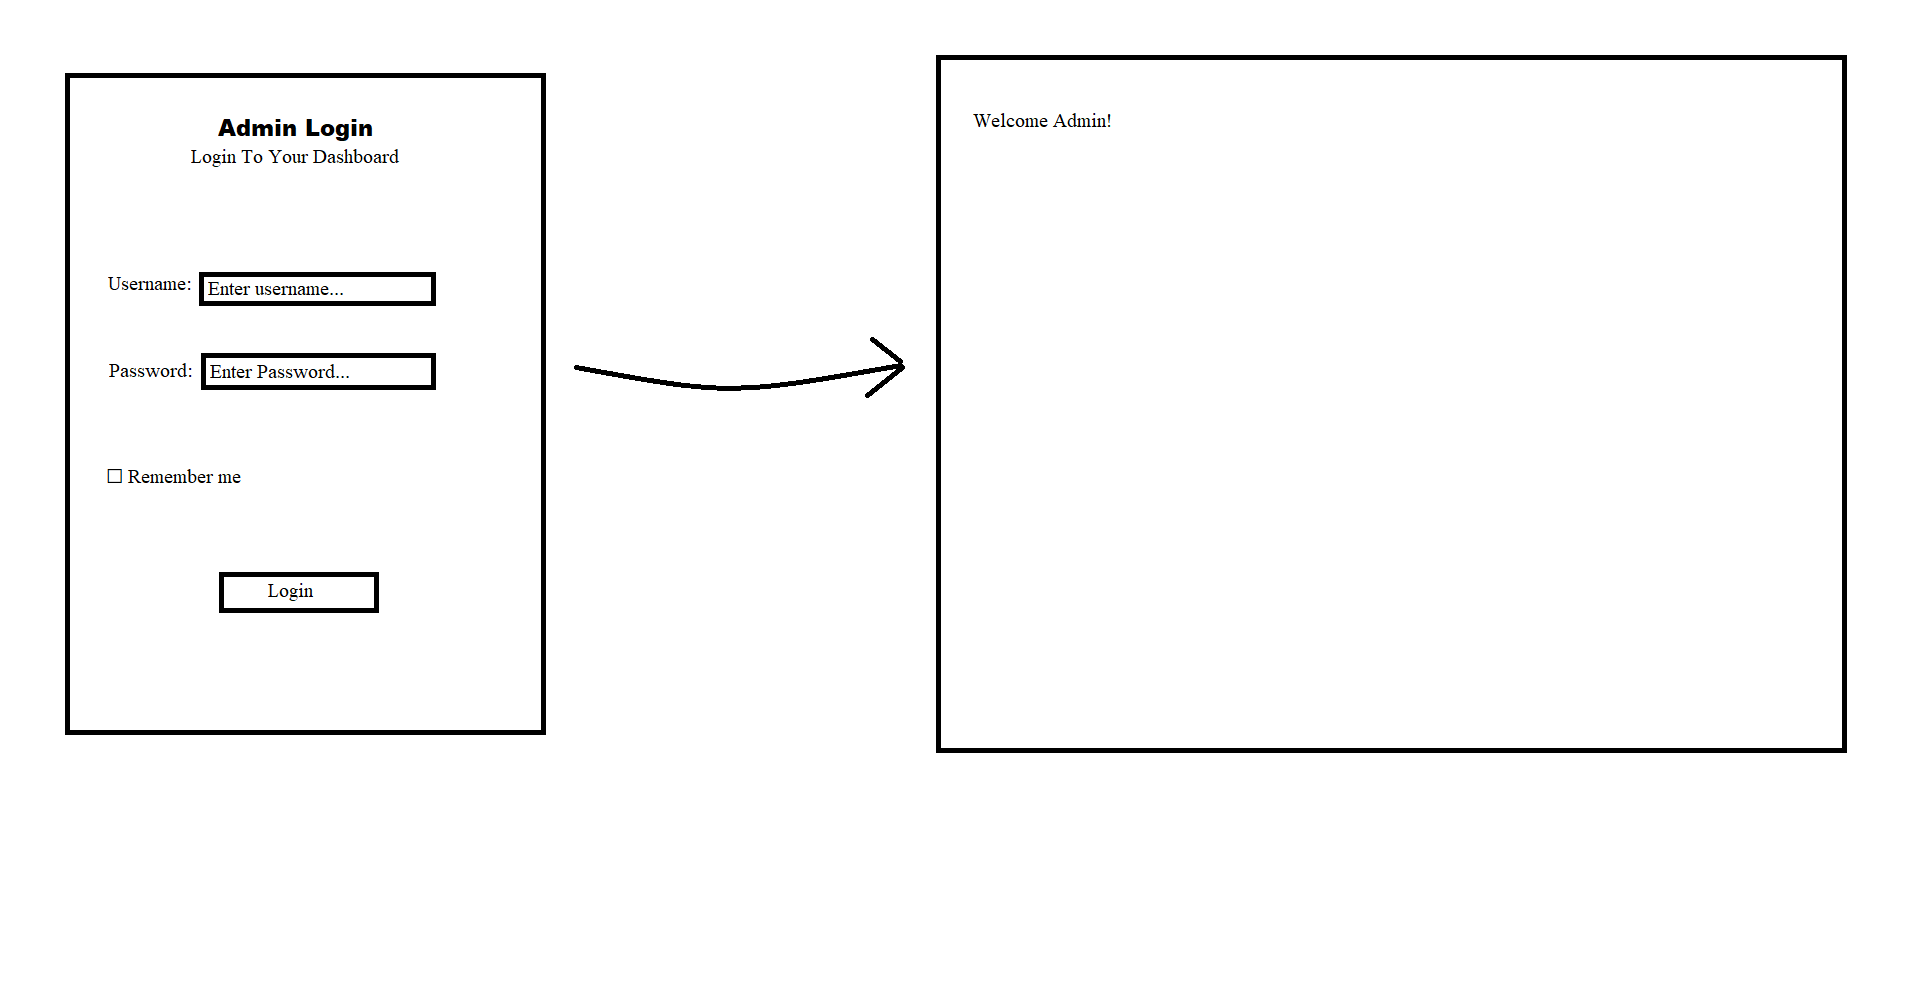 Admin Login
Login To Your Dashboard
Username: Enter username...
Password: Enter Password...
☐ Remember me
Login
Welcome Admin!